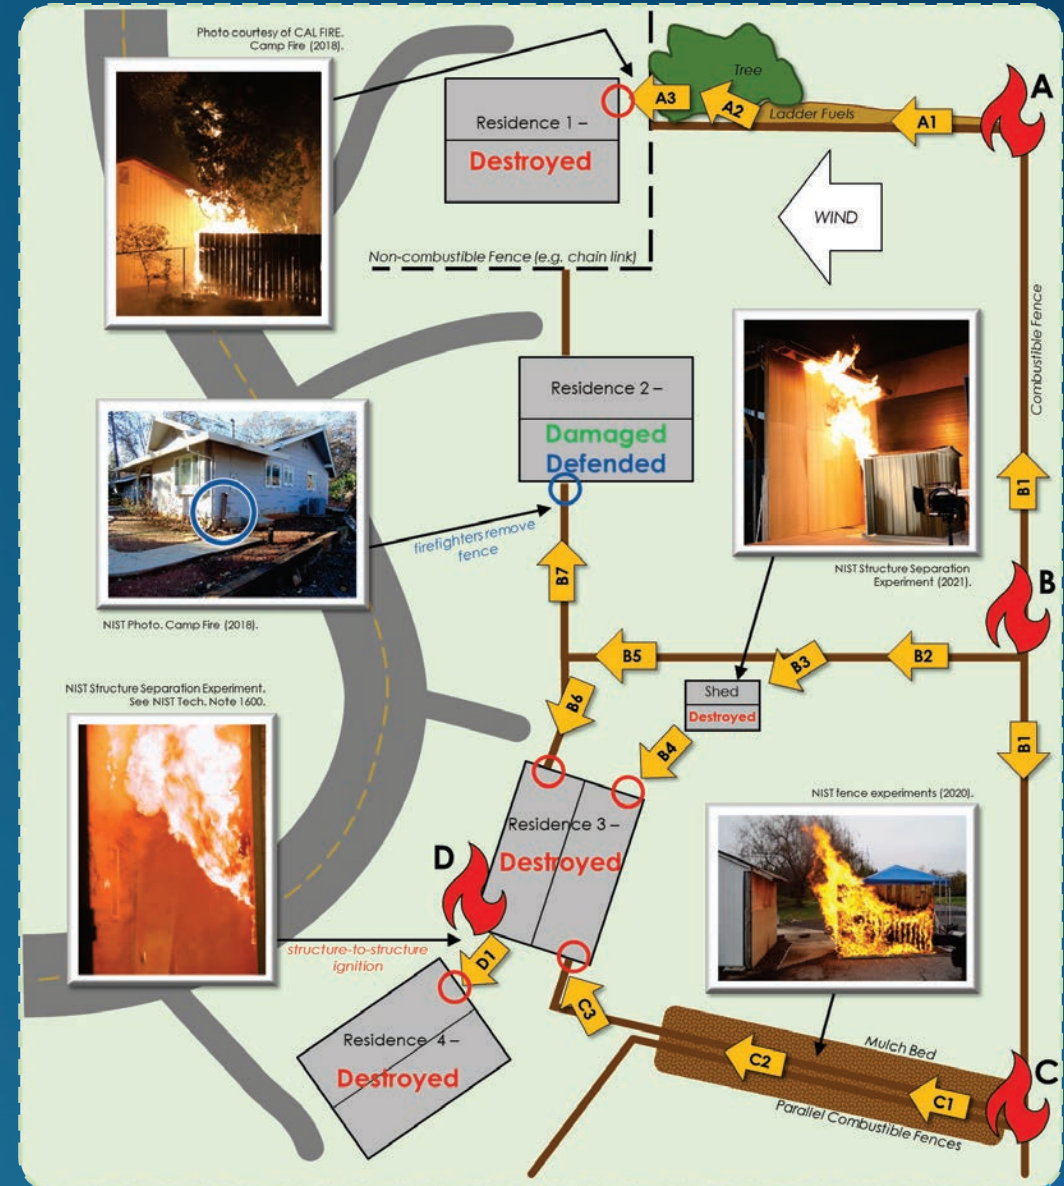 Photo courtesy of CAL FIRE.
Camp Fire (2018).
Tree
A
A3
A2
Ladder Fuels
A1
Residence 1 –
Destroyed
WIND
Non-combustible Fence (e.g. chain link)
Combustible Fence
Residence 2 –
Damaged
Defended
B1
firefighters remove
fence
NIST Structure Separation
Experiment (2021).
B7
B
NIST Photo. Camp Fire (2018).
B5
B3
B2
NIST Structure Separation Experiment.
See NIST Tech. Note 1600.
B6
Shed
Destroyed
B4
B1
NIST fence experiments (2020).
Residence 3 –
Destroyed
D
structure-to-structure
ignition
D1
C3
Residence 4 –
Destroyed
Mulch Bed
C2
C
C1
Parallel Combustible Fences